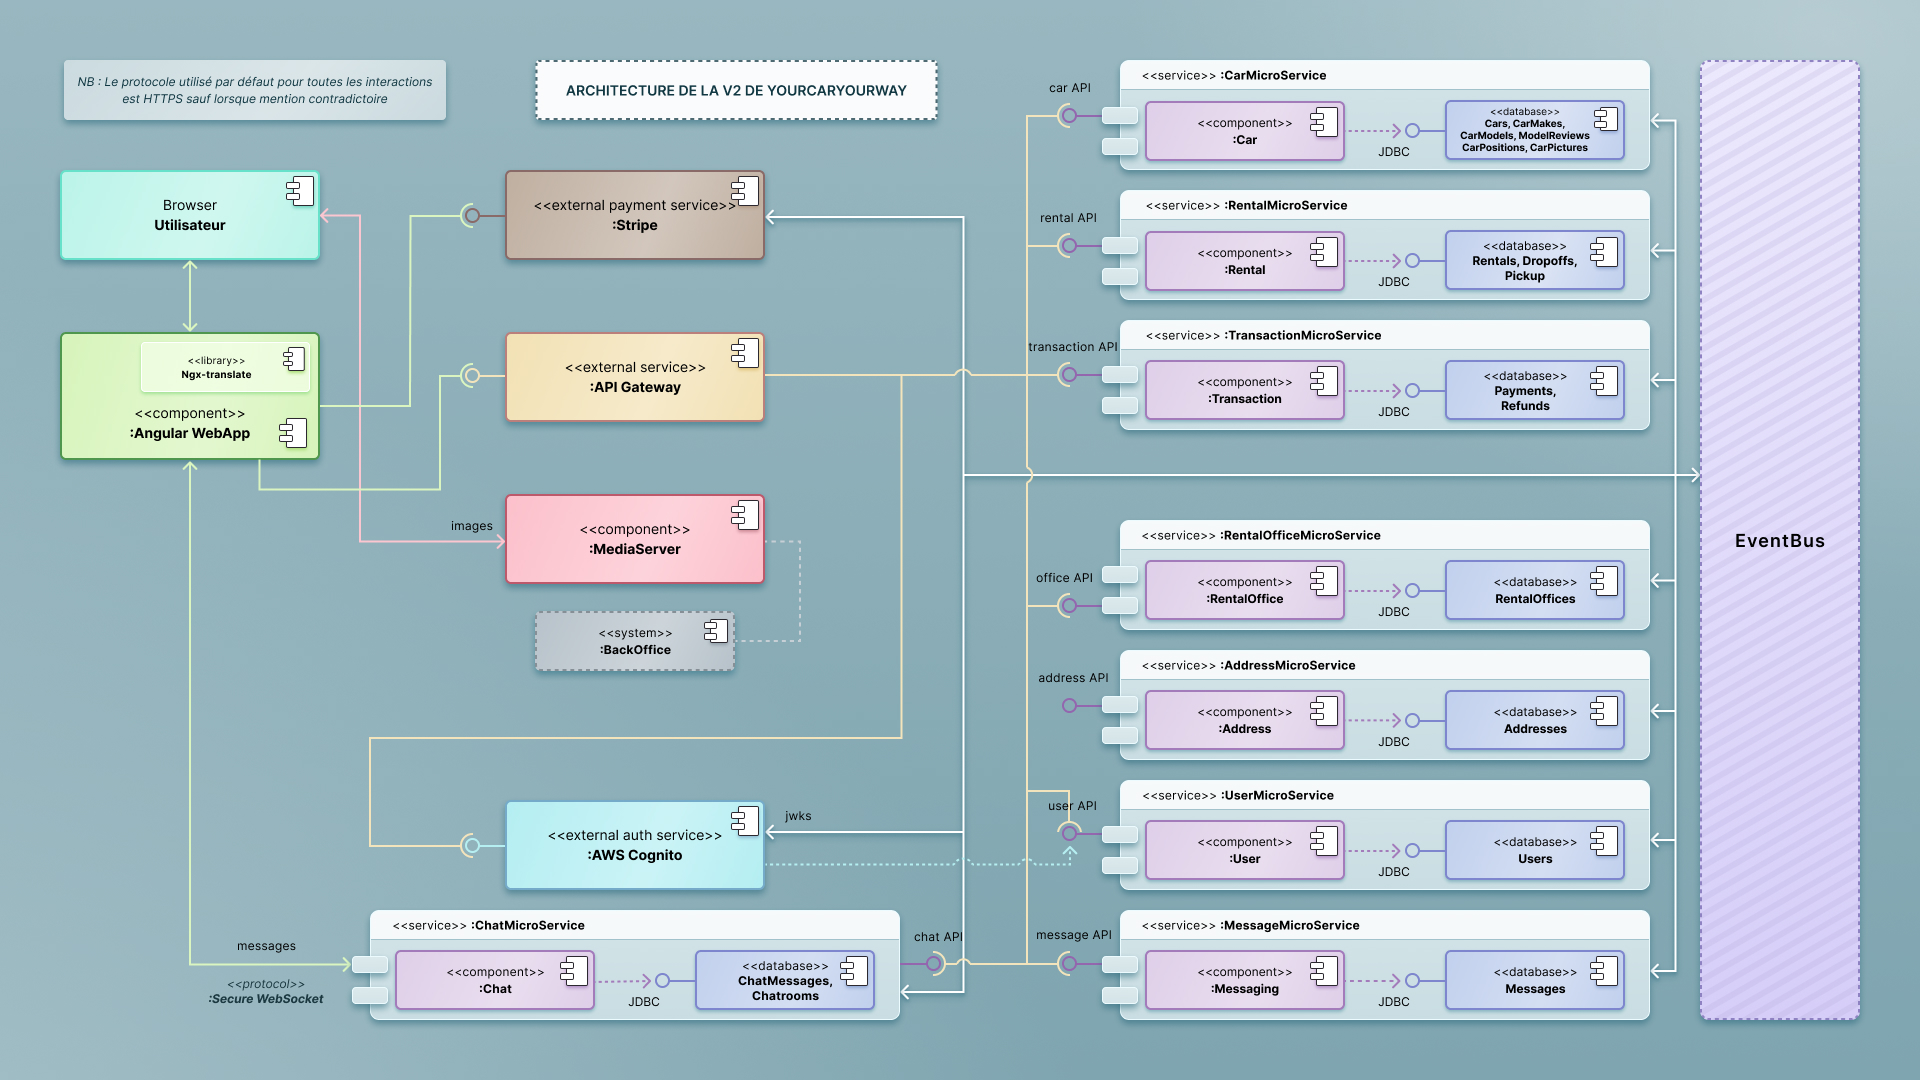 NB : Le protocole utilisé par défaut pour toutes les interactions
est HTTPS sauf lorsque mention contradictoire
ARCHITECTURE DE LA V2 DE YOURCARYOURWAY
Browser
Utilisateur
<<library>>
Ngx-translate
<<component>>
:Angular WebApp
<<external payment service>>
:Stripe
<<external service>>
:API Gateway
images
<<component>>
:MediaServer
<<system>>
:BackOffice
<<external auth service>>
:AWS Cognito
jwks
messages
<<protocol>>
:Secure WebSocket
<<service>> :ChatMicroService
<<component>>
:Chat
JDBC
<<database>>
ChatMessages,
Chatrooms
chat API
car API
<<service>> :CarMicroService
<<component>>
:Car
JDBC
<<database>>
Cars, CarMakes,
CarModels, ModelReviews
CarPositions, CarPictures
rental API
<<service>> :RentalMicroService
<<component>>
:Rental
JDBC
<<database>>
Rentals, Dropoffs,
Pickup
transaction API
<<service>> :TransactionMicroService
<<component>>
:Transaction
JDBC
<<database>>
Payments,
Refunds
office API
<<service>> :RentalOfficeMicroService
<<component>>
:RentalOffice
JDBC
<<database>>
RentalOffices
address API
<<service>> :AddressMicroService
<<component>>
:Address
JDBC
<<database>>
Addresses
user API
<<service>> :UserMicroService
<<component>>
:User
JDBC
<<database>>
Users
message API
<<service>> :MessageMicroService
<<component>>
:Messaging
JDBC
<<database>>
Messages
EventBus